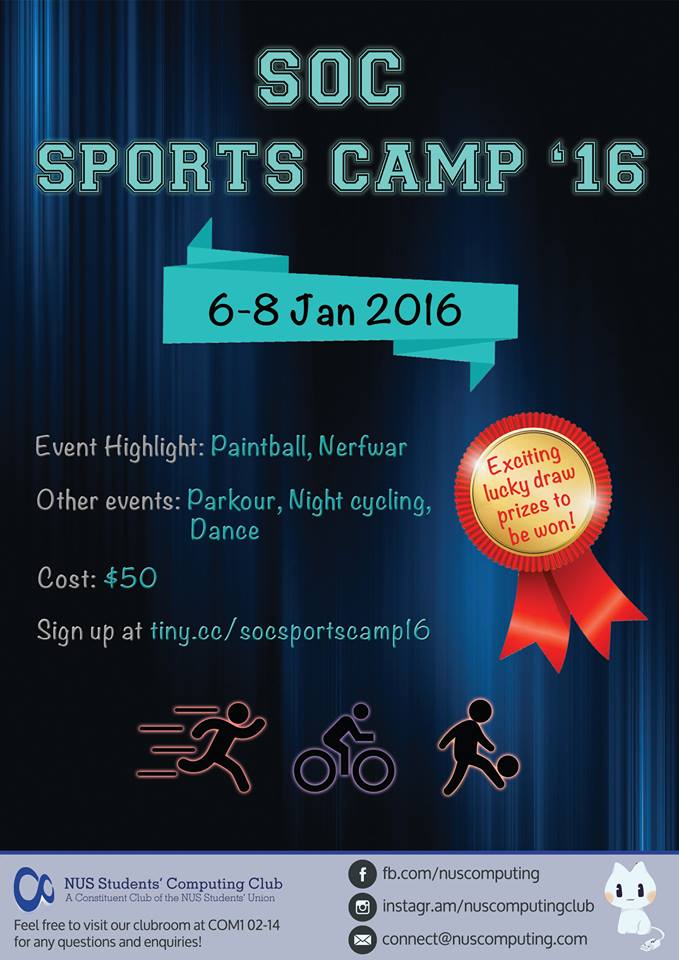 SOC
SPORTS CAMP ‘16
6-8 Jan 2016
Event Highlight: Paintball, Nerfwar
Other events: Parkour, Night cycling,
Dance
Cost: $50
Sign up at tiny.cc/socsportscamp16
Exciting
lucky draw
prizes to
be won!
NUS Students' Computing Club
A Constituent Club of the NUS Students' Union
Feel free to visit our clubroom at COM1 02-14
for any questions and enquiries!
fb.com/nuscomputing
instagr.am/nuscomputingclub
connect@nuscomputing.com